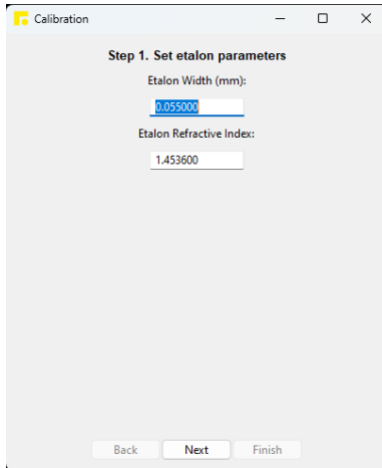 Calibration
Step 1. Set etalon parameters
Etalon Width (mm):
0.055000
Etalon Refractive Index:
1.453600
Back Next Finish